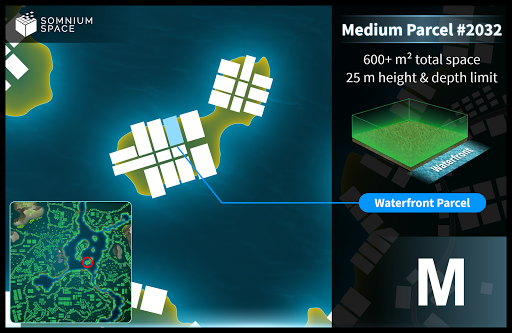 SOMNIUM
SPACE
Medium Parcel #2032
600+ m² total space
25 m height & depth limit
Waterfront
Waterfront Parcel
M